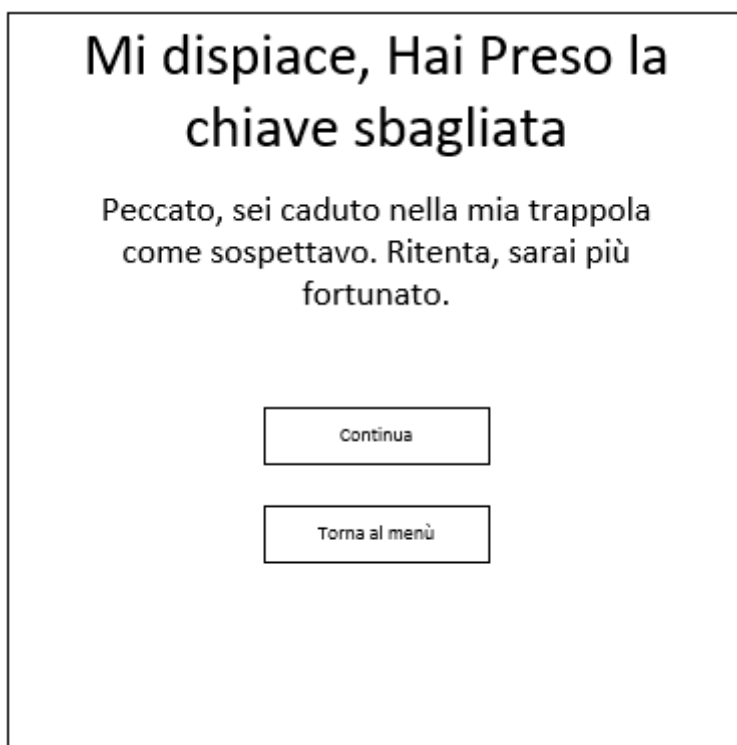 Mi dispiace, Hai Preso la
chiave sbagliata
Peccato, sei caduto nella mia trappola
come sospettavo. Ritenta, sarai più
fortunato.
Continua
Torna al menù